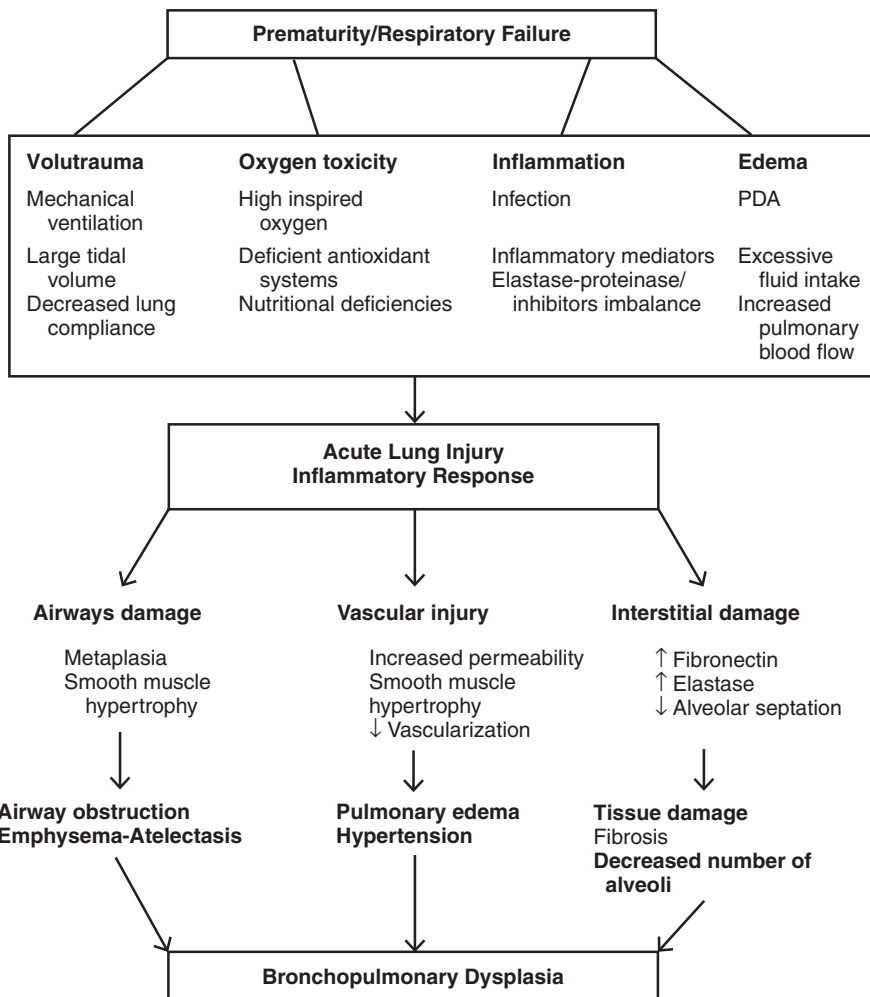 Prematurity/Respiratory Failure
Volutrauma
Mechanical
ventilation
Large tidal
volume
Decreased lung
compliance
Oxygen toxicity
High inspired
oxygen
Deficient antioxidant
systems
Nutritional deficiencies
Inflammation
Infection
Inflammatory mediators
Elastase-proteinase/
inhibitors imbalance
Edema
PDA
Excessive
fluid intake
Increased
pulmonary
blood flow
Acute Lung Injury
Inflammatory Response
Airways damage
Metaplasia
Smooth muscle
hypertrophy
Airway obstruction
Emphysema-Atelectasis
Vascular injury
Increased permeability
Smooth muscle
hypertrophy
↓ Vascularization
Pulmonary edema
Hypertension
Interstitial damage
↑ Fibronectin
↑ Elastase
↓ Alveolar septation
Tissue damage
Fibrosis
Decreased number of
alveoli
Bronchopulmonary Dysplasia